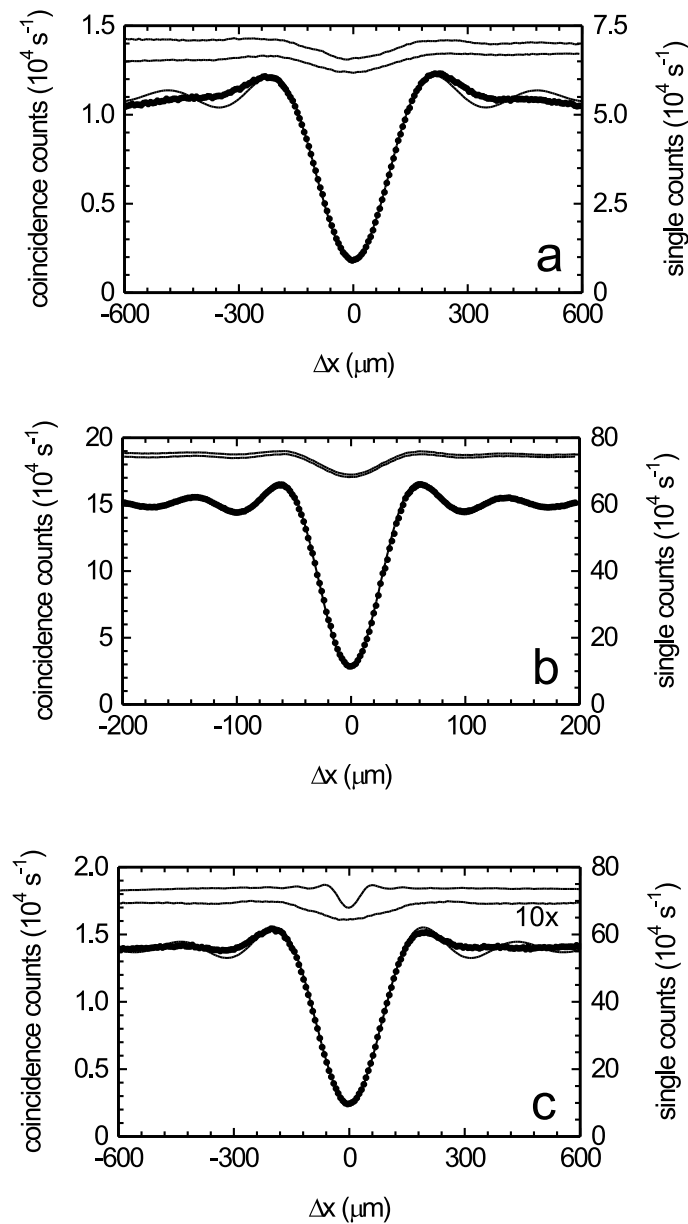 1.5
1.0
0.5
0
7.5
5.0
2.5
0
coincidence counts (10⁴ s⁻¹)
single counts (10⁴ s⁻¹)
a
-600 -300 0 300 600
Δx (μm)
20
15
10
5
0
80
60
40
20
0
coincidence counts (10⁴ s⁻¹)
single counts (10⁴ s⁻¹)
b
-200 -100 0 100 200
Δx (μm)
2.0
1.5
1.0
0.5
0
80
60
40
20
0
coincidence counts (10⁴ s⁻¹)
single counts (10⁴ s⁻¹)
10x
c
-600 -300 0 300 600
Δx (μm)